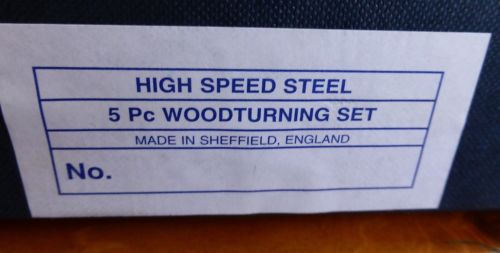 HIGH SPEED STEEL
5 Pc WOODTURNING SET
MADE IN SHEFFIELD, ENGLAND
No.